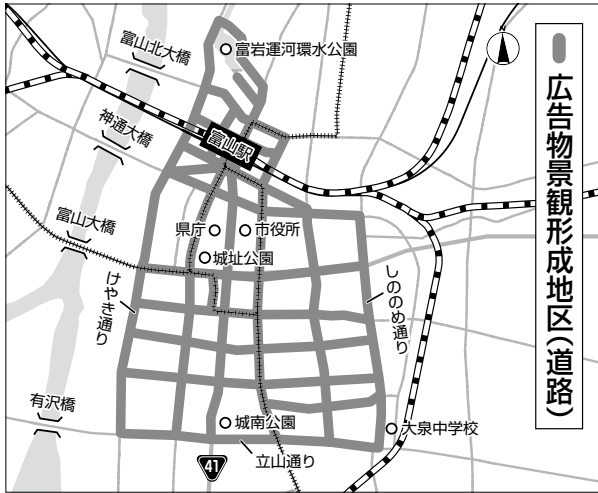 広告物景観形成地区(道路)
富岩運河環水公園
富山北大橋
神通大橋
富山駅
富山大橋
県庁
市役所
城址公園
けやき通り
しののめ通り
有沢橋
城南公園
大泉中学校
立山通り
41